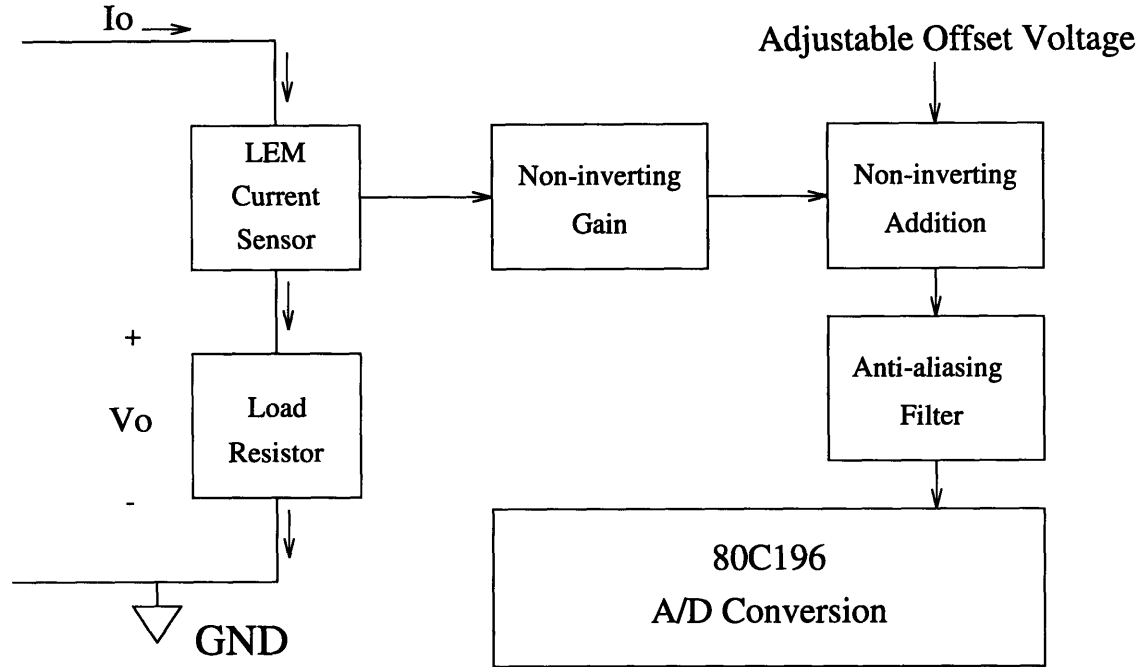 Io
Adjustable Offset Voltage
LEM
Current
Sensor
Non-inverting
Gain
Non-inverting
Addition
+
Vo
-
Load
Resistor
Anti-aliasing
Filter
80C196
A/D Conversion
GND